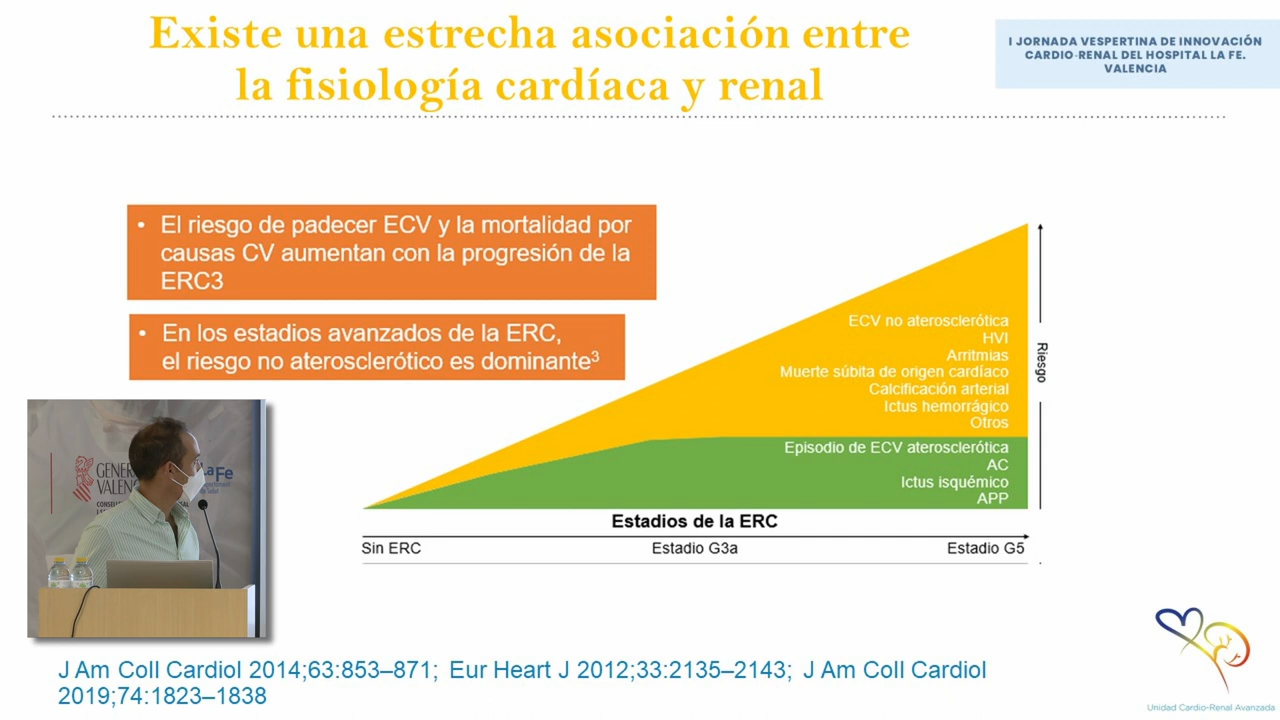 Existe una estrecha asociación entre
la fisiología cardíaca y renal
I JORNADA VESPERTINA DE INNOVACIÓN
CARDIO-RENAL DEL HOSPITAL LA FE.
VALENCIA
• El riesgo de padecer ECV y la mortalidad por
causas CV aumentan con la progresión de la
ERC3
• En los estadios avanzados de la ERC,
el riesgo no aterosclerótico es dominante³
ECV no aterosclerótica
HVI
Arritmias
Muerte súbita de origen cardíaco
Calcificación arterial
Ictus hemorrágico
Otros
Episodio de ECV aterosclerótica
AC
Ictus isquémico
APP
Riesgo
Estadios de la ERC
Sin ERC
Estadio G3a
Estadio G5
GENER
VALEN
LaFe
J Am Coll Cardiol 2014;63:853–871; Eur Heart J 2012;33:2135–2143; J Am Coll Cardiol
2019;74:1823–1838
Unidad Cardio-Renal Avanzada